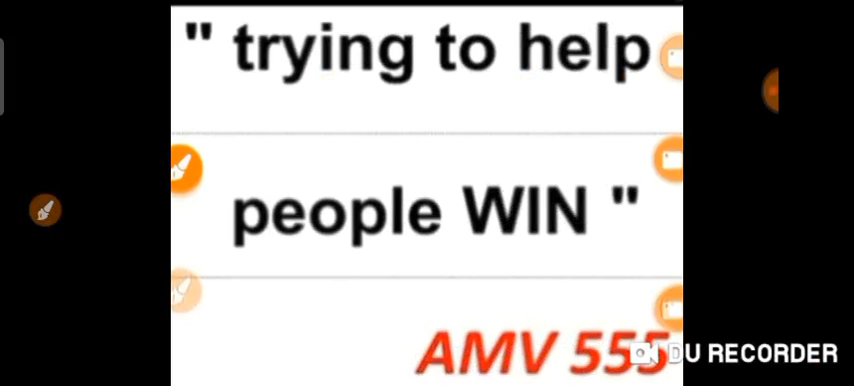 " trying to help
people WIN "
AMV 555
DU RECORDER